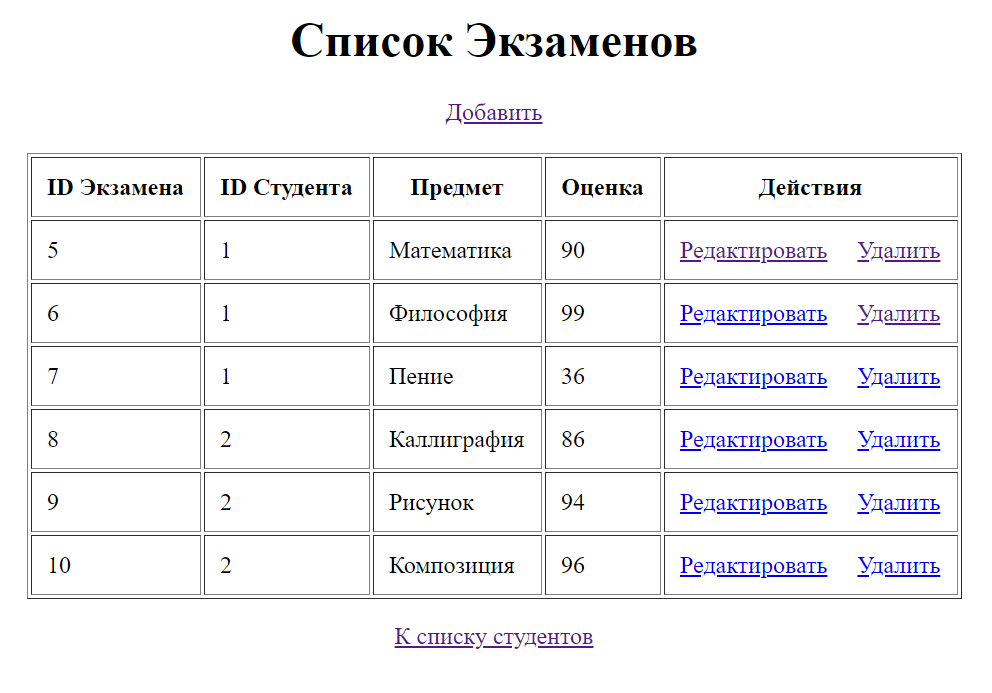 Список Экзаменов
Добавить
ID Экзамена ID Студента Предмет Оценка Действия
5 1 Математика 90 Редактировать Удалить
6 1 Философия 99 Редактировать Удалить
7 1 Пение 36 Редактировать Удалить
8 2 Каллиграфия 86 Редактировать Удалить
9 2 Рисунок 94 Редактировать Удалить
10 2 Композиция 96 Редактировать Удалить
К списку студентов